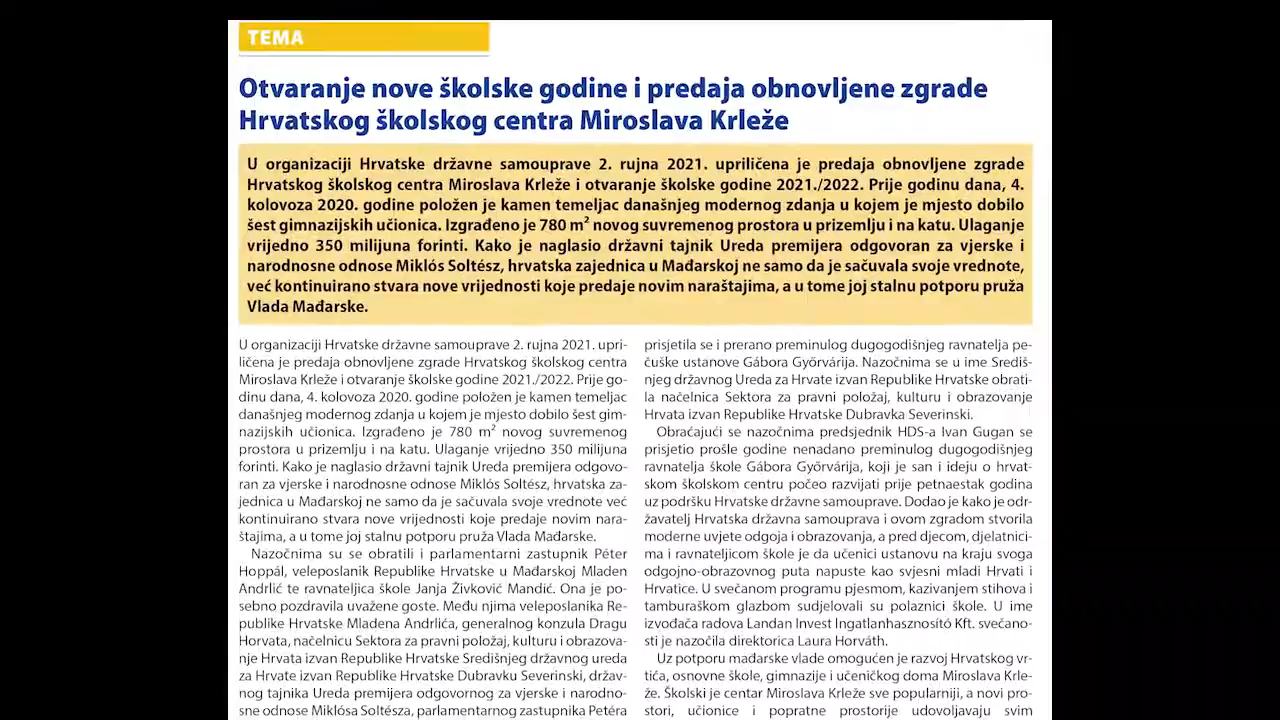 TEMA
Otvaranje nove školske godine i predaja obnovljene zgrade
Hrvatskog školskog centra Miroslava Krleže
U organizaciji Hrvatske državne samouprave 2. rujna 2021. upriličena je predaja obnovljene zgrade
Hrvatskog školskog centra Miroslava Krleže i otvaranje školske godine 2021./2022. Prije godinu dana, 4.
kolovoza 2020. godine položen je kamen temeljac današnjeg modernog zdanja u kojem je mjesto dobilo
šest gimnazijskih učionica. Izgrađeno je 780 m² novog suvremenog prostora u prizemlju i na katu. Ulaganje
vrijedno 350 milijuna forinti. Kako je naglasio državni tajnik Ureda premijera odgovoran za vjerske i
narodnosne odnose Miklós Soltész, hrvatska zajednica u Mađarskoj ne samo da je sačuvala svoje vrednote,
već kontinuirano stvara nove vrijednosti koje predaje novim naraštajima, a u tome joj stalnu potporu pruža
Vlada Mađarske.
U organizaciji Hrvatske državne samouprave 2. rujna 2021. upri-
ličena je predaja obnovljene zgrade Hrvatskog školskog centra
Miroslava Krleže i otvaranje školske godine 2021./2022. Prije go-
dinu dana, 4. kolovoza 2020. godine položen je kamen temeljac
današnjeg modernog zdanja u kojem je mjesto dobilo šest gim-
nazijskih učionica. Izgrađeno je 780 m² novog suvremenog
prostora u prizemlju i na katu. Ulaganje vrijedno 350 milijuna
forinti. Kako je naglasio državni tajnik Ureda premijera odgovo-
ran za vjerske i narodnosne odnose Miklós Soltész, hrvatska za-
jednica u Mađarskoj ne samo da je sačuvala svoje vrednote već
kontinuirano stvara nove vrijednosti koje predaje novim nara-
štajima, a u tome joj stalnu potporu pruža Vlada Mađarske.
Nazočnima su se obratili i parlamentarni zastupnik Péter
Hoppál, veleposlanik Republike Hrvatske u Mađarskoj Mladen
Andrlić te ravnateljica škole Janja Živković Mandić. Ona je po-
sebno pozdravila uvažene goste. Među njima veleposlanika Re-
publike Hrvatske Mladena Andrlića, generalnog konzula Dragu
Horvata, načelnicu Sektora za pravni položaj, kulturu i obrazova-
nje Hrvata izvan Republike Hrvatske Središnjeg državnog ureda
za Hrvate izvan Republike Hrvatske Dubravku Severinski, držav-
nog tajnika Ureda premijera odgovornog za vjerske i narodno-
sne odnose Miklósa Soltésza, parlamentarnog zastupnika Petéra
prisjetila se i prerano preminulog dugogodišnjeg ravnatelja pe-
čuške ustanove Gábora Győrvárija. Nazočnima se u ime Središ-
njeg državnog Ureda za Hrvate izvan Republike Hrvatske obrati-
la načelnica Sektora za pravni položaj, kulturu i obrazovanje
Hrvata izvan Republike Hrvatske Dubravka Severinski.
Obraćajući se nazočnima predsjednik HDS-a Ivan Gugan se
prisjetio prošle godine nenadano preminulog dugogodišnjeg
ravnatelja škole Gábora Győrvárija, koji je san i ideju o hrvat-
skom školskom centru počeo razvijati prije petnaestak godina
uz podršku Hrvatske državne samouprave. Dodao je kako je odr-
žavatelj Hrvatska državna samouprava i ovom zgradom stvorila
moderne uvjete odgoja i obrazovanja, a pred djecom, djelatnici-
ma i ravnateljicom škole je da učenici ustanovu na kraju svoga
odgojno-obrazovnog puta napuste kao svjesni mladi Hrvati i
Hrvatice. U svečanom programu pjesmom, kazivanjem stihova i
tamburaškom glazbom sudjelovali su polaznici škole. U ime
izvođača radova Landan Invest Ingatlanhasznosító Kft. svečano-
sti je nazočila direktorica Laura Horváth.
Uz potporu mađarske vlade omogućen je razvoj Hrvatskog vr-
tića, osnovne škole, gimnazije i učeničkog doma Miroslava Krle-
že. Školski je centar Miroslava Krleže sve popularniji, a novi pro-
stori, učionice i popratne prostorije udovoljavaju svim